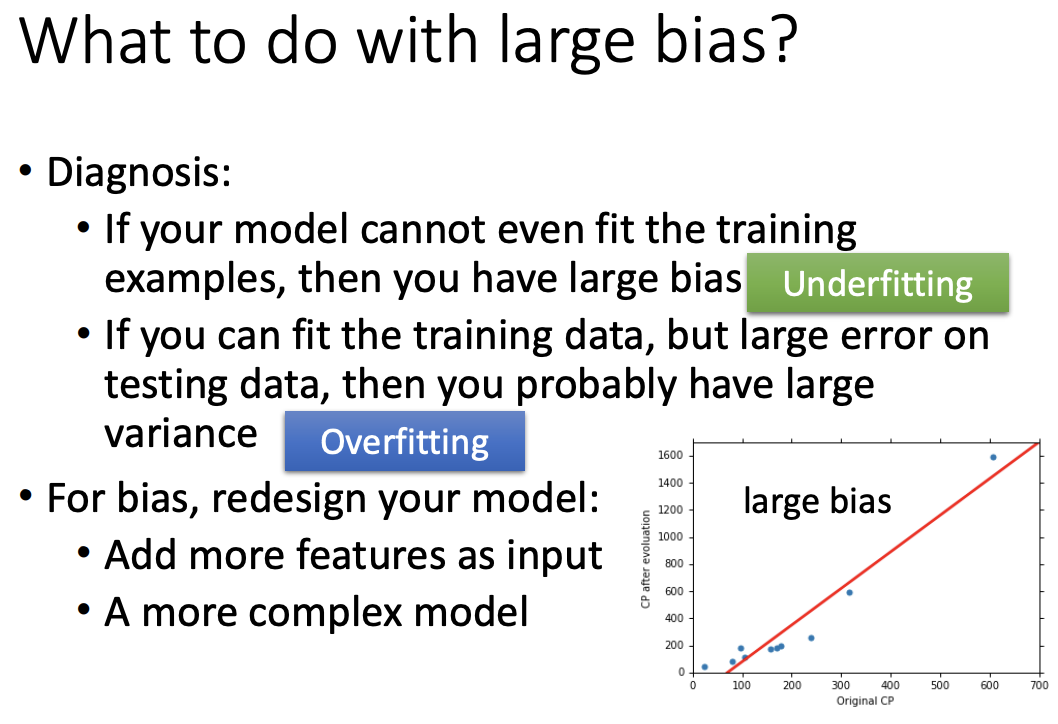 What to do with large bias?
• Diagnosis:
• If your model cannot even fit the training
examples, then you have large bias
Underfitting
• If you can fit the training data, but large error on
testing data, then you probably have large
variance
Overfitting
• For bias, redesign your model:
• Add more features as input
• A more complex model
large bias
CP after evoluation
1600
1400
1200
1000
800
600
400
200
0
0 100 200 300 400 500 600 700
Original CP